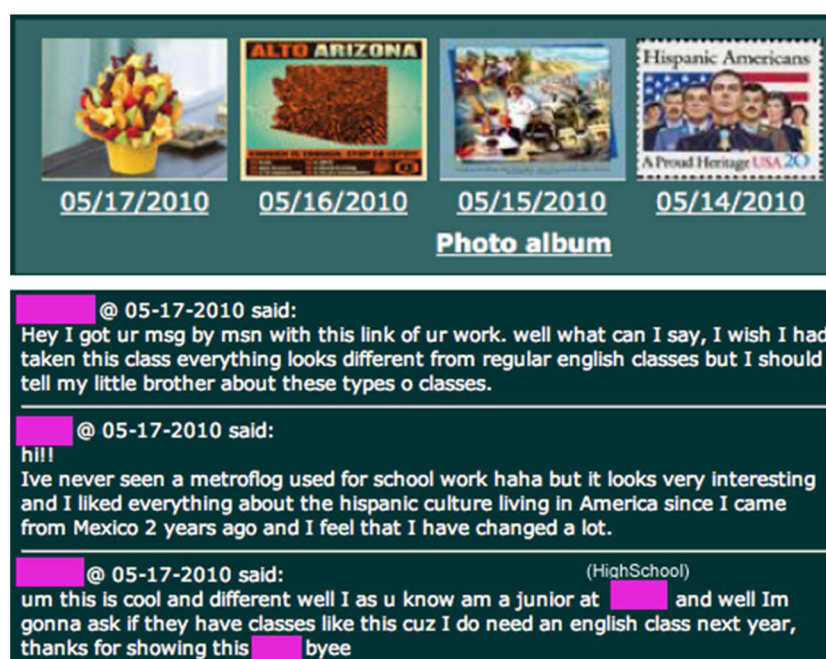 ALTO ARIZONA
Hispanic Americans
A Proud Heritage USA 20
05/17/2010 05/16/2010 05/15/2010 05/14/2010
Photo album
@ 05-17-2010 said:
Hey I got ur msg by msn with this link of ur work. well what can I say, I wish I had
taken this class everything looks different from regular english classes but I should
tell my little brother about these types o classes.
@ 05-17-2010 said:
hi!!
Ive never seen a metroflog used for school work haha but it looks very interesting
and I liked everything about the hispanic culture living in America since I came
from Mexico 2 years ago and I feel that I have changed a lot.
@ 05-17-2010 said:
(HighSchool)
um this is cool and different well I as u know am a junior at and well Im
gonna ask if they have classes like this cuz I do need an english class next year,
thanks for showing this byee